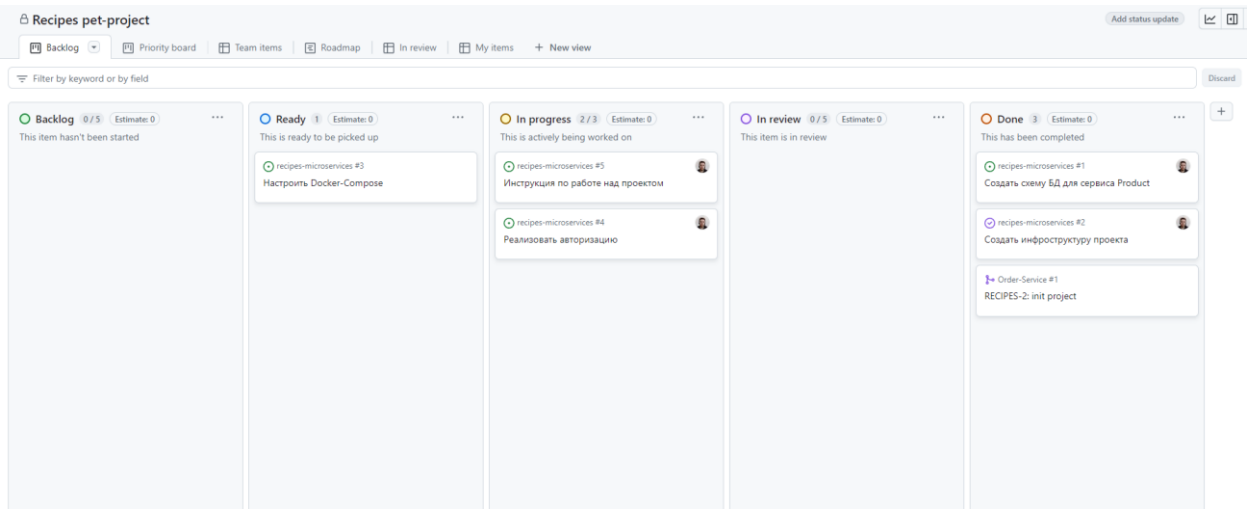 Recipes pet-project
Add status update
Backlog
Priority board
Team items
Roadmap
In review
My items
+ New view
Filter by keyword or by field
Discard
Backlog 0 / 5 Estimate: 0
This item hasn't been started
Ready 1 Estimate: 0
This is ready to be picked up
recipes-microservices #3
Настроить Docker-Compose
In progress 2 / 3 Estimate: 0
This is actively being worked on
recipes-microservices #5
Инструкция по работе над проектом
recipes-microservices #4
Реализовать авторизацию
In review 0 / 5 Estimate: 0
This item is in review
Done 3 Estimate: 0
This has been completed
recipes-microservices #1
Создать схему БД для сервиса Product
recipes-microservices #2
Создать инфроструктуру проекта
Order-Service #1
RECIPES-2: init project